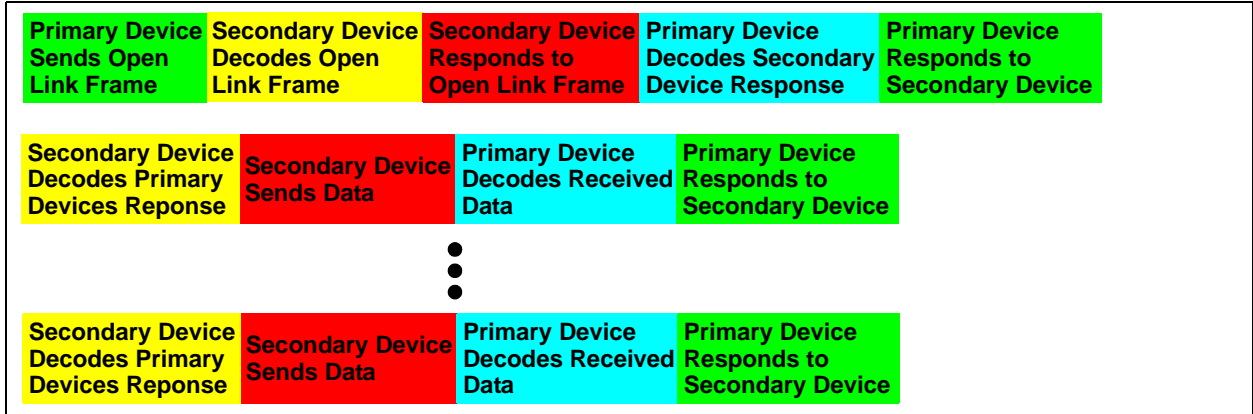 Primary Device
Sends Open
Link Frame
Secondary Device
Decodes Open
Link Frame
Secondary Device
Responds to
Open Link Frame
Primary Device
Decodes Secondary
Device Response
Primary Device
Responds to
Secondary Device
Secondary Device
Decodes Primary
Devices Reponse
Secondary Device
Sends Data
Primary Device
Decodes Received
Data
Primary Device
Responds to
Secondary Device
Secondary Device
Decodes Primary
Devices Reponse
Secondary Device
Sends Data
Primary Device
Decodes Received
Data
Primary Device
Responds to
Secondary Device